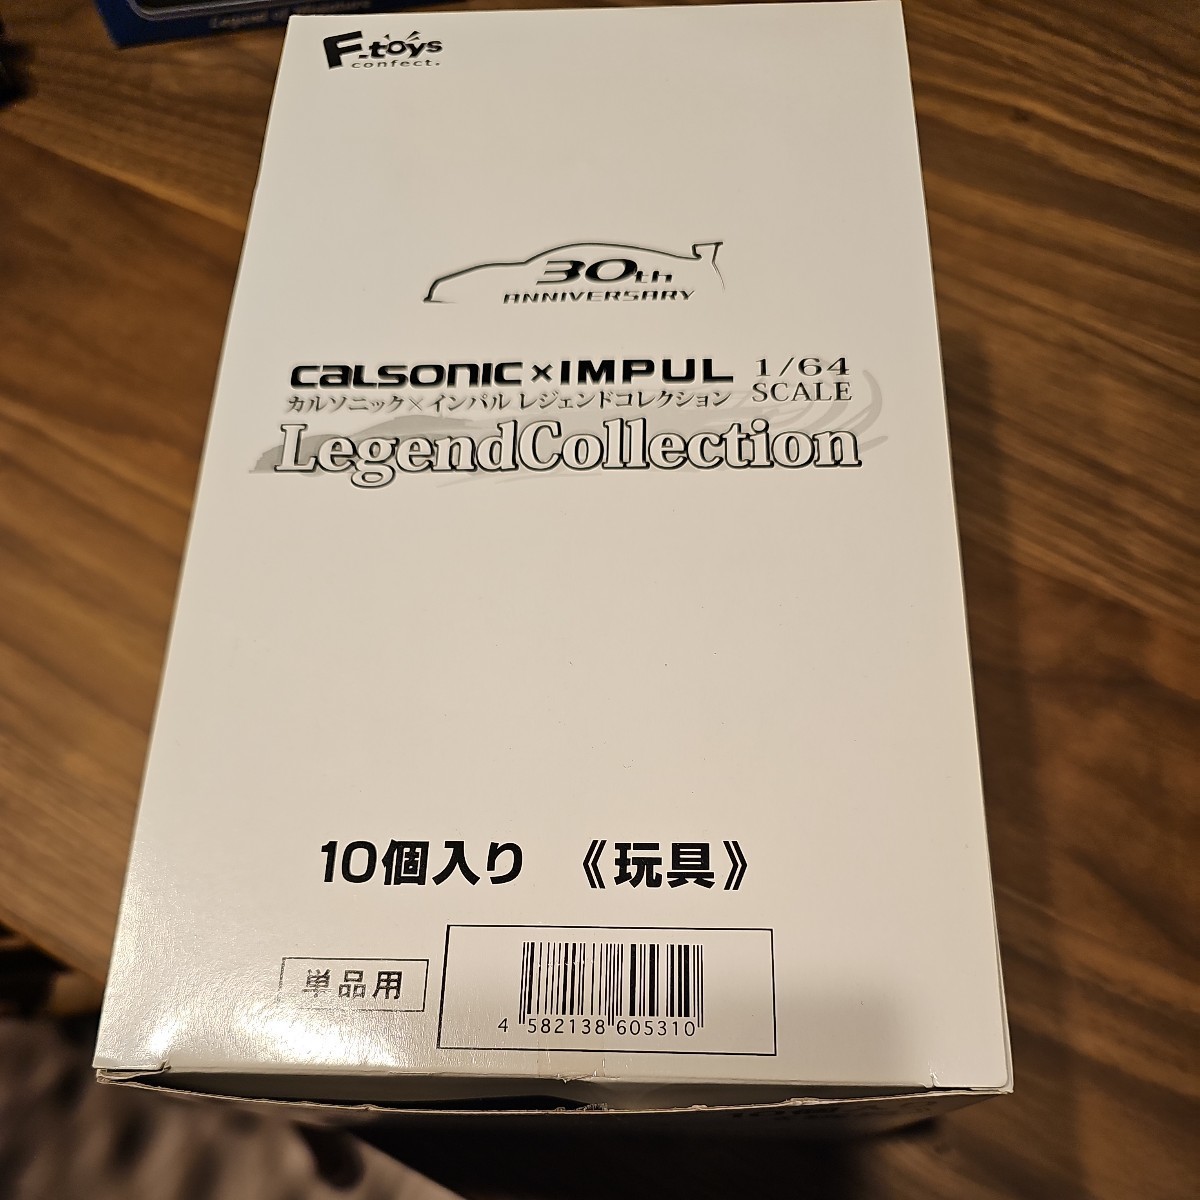 F-toys
confect.
30th
ANNIVERSARY
CALSONIC × IMPUL 1/64
カルソニック×インパル レジェンドコレクション SCALE
LegendCollection
10個入り 《玩具》
単品用
4 582138 605310